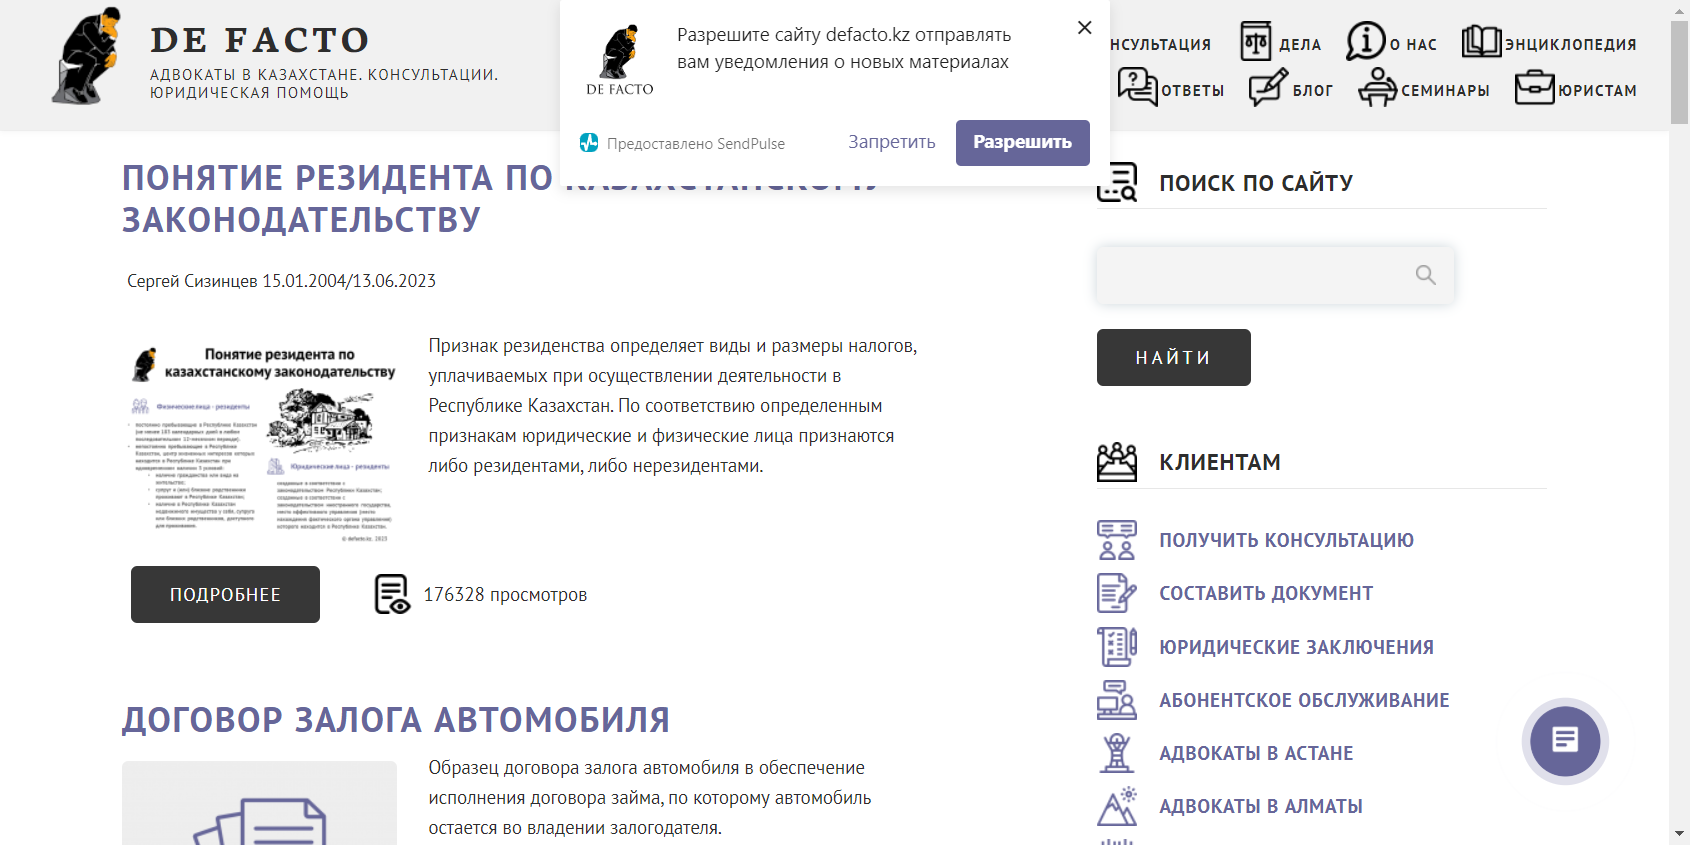 DE FACTO
АДВОКАТЫ В КАЗАХСТАНЕ. КОНСУЛЬТАЦИИ.
ЮРИДИЧЕСКАЯ ПОМОЩЬ
Разрешите сайту defacto.kz отправлять
вам уведомления о новых материалах
DE FACTO
Предоставлено SendPulse
Запретить
Разрешить
НСУЛЬТАЦИЯ
ДЕЛА
О НАС
ЭНЦИКЛОПЕДИЯ
ОТВЕТЫ
БЛОГ
СЕМИНАРЫ
ЮРИСТАМ
ПОНЯТИЕ РЕЗИДЕНТА ПО КАЗАХСТАНСКОМУ
ЗАКОНОДАТЕЛЬСТВУ
Сергей Сизинцев 15.01.2004/13.06.2023
Понятие резидента по
казахстанскому законодательству
Физические лица - резиденты
Юридические лица - резиденты
© defacto.kz, 2023
Признак резиденства определяет виды и размеры налогов,
уплачиваемых при осуществлении деятельности в
Республике Казахстан. По соответствию определенным
признакам юридические и физические лица признаются
либо резидентами, либо нерезидентами.
ПОДРОБНЕЕ
176328 просмотров
ДОГОВОР ЗАЛОГА АВТОМОБИЛЯ
Образец договора залога автомобиля в обеспечение
исполнения договора займа, по которому автомобиль
остается во владении залогодателя.
ПОИСК ПО САЙТУ
НАЙТИ
КЛИЕНТАМ
ПОЛУЧИТЬ КОНСУЛЬТАЦИЮ
СОСТАВИТЬ ДОКУМЕНТ
ЮРИДИЧЕСКИЕ ЗАКЛЮЧЕНИЯ
АБОНЕНТСКОЕ ОБСЛУЖИВАНИЕ
АДВОКАТЫ В АСТАНЕ
АДВОКАТЫ В АЛМАТЫ